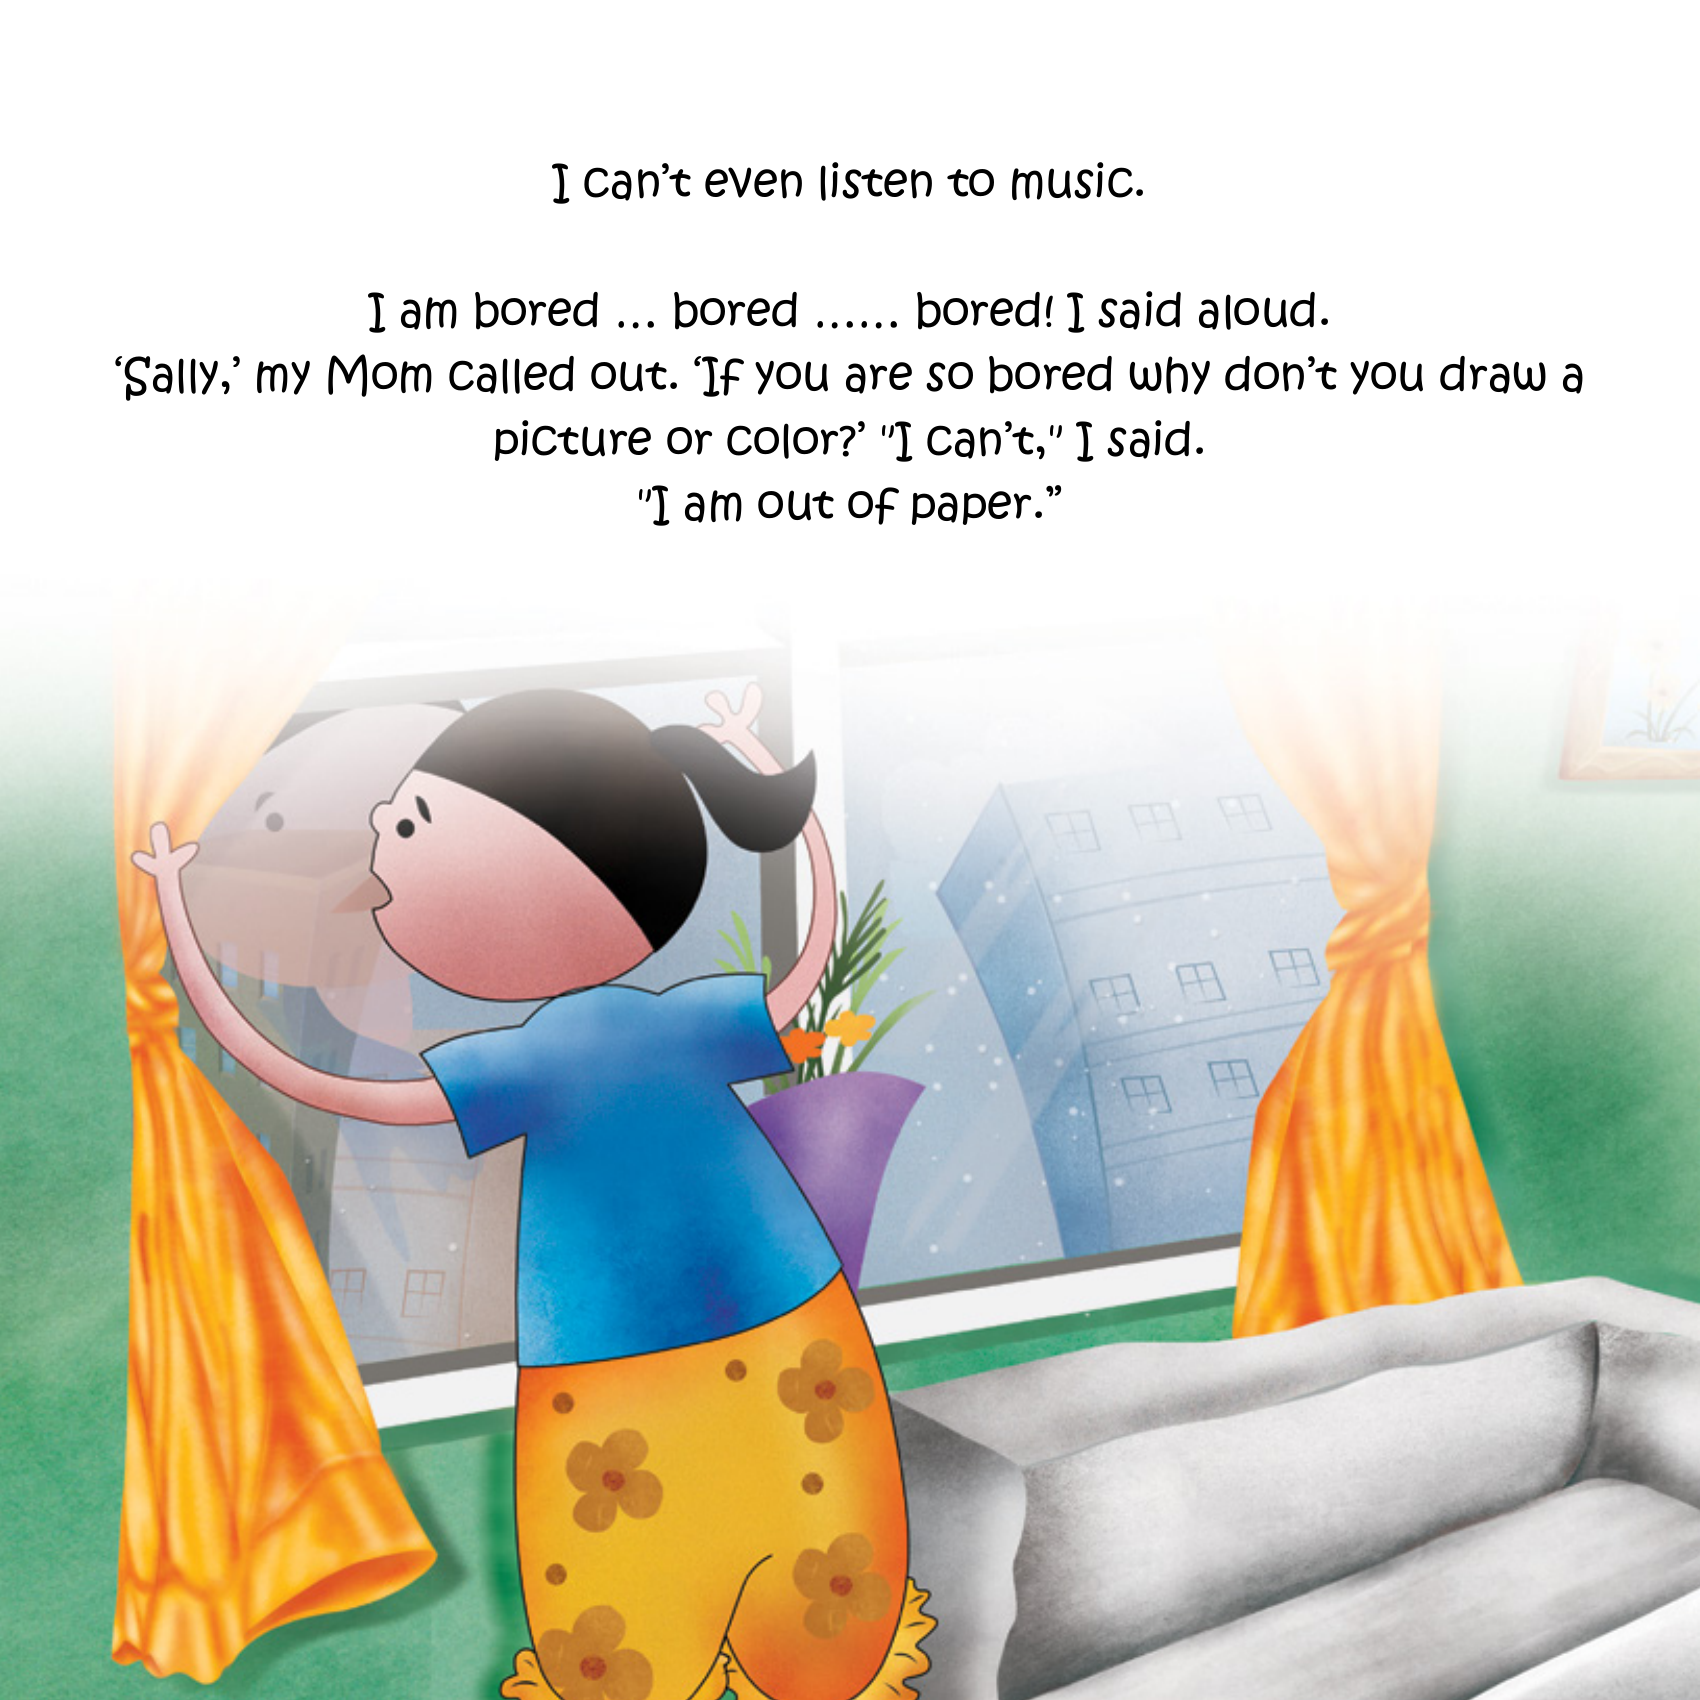 I can’t even listen to music.
I am bored ... bored ...... bored! I said aloud.
‘Sally,’ my Mom called out. ‘If you are so bored why don’t you draw a
picture or color?’ "I can’t," I said.
"I am out of paper.”